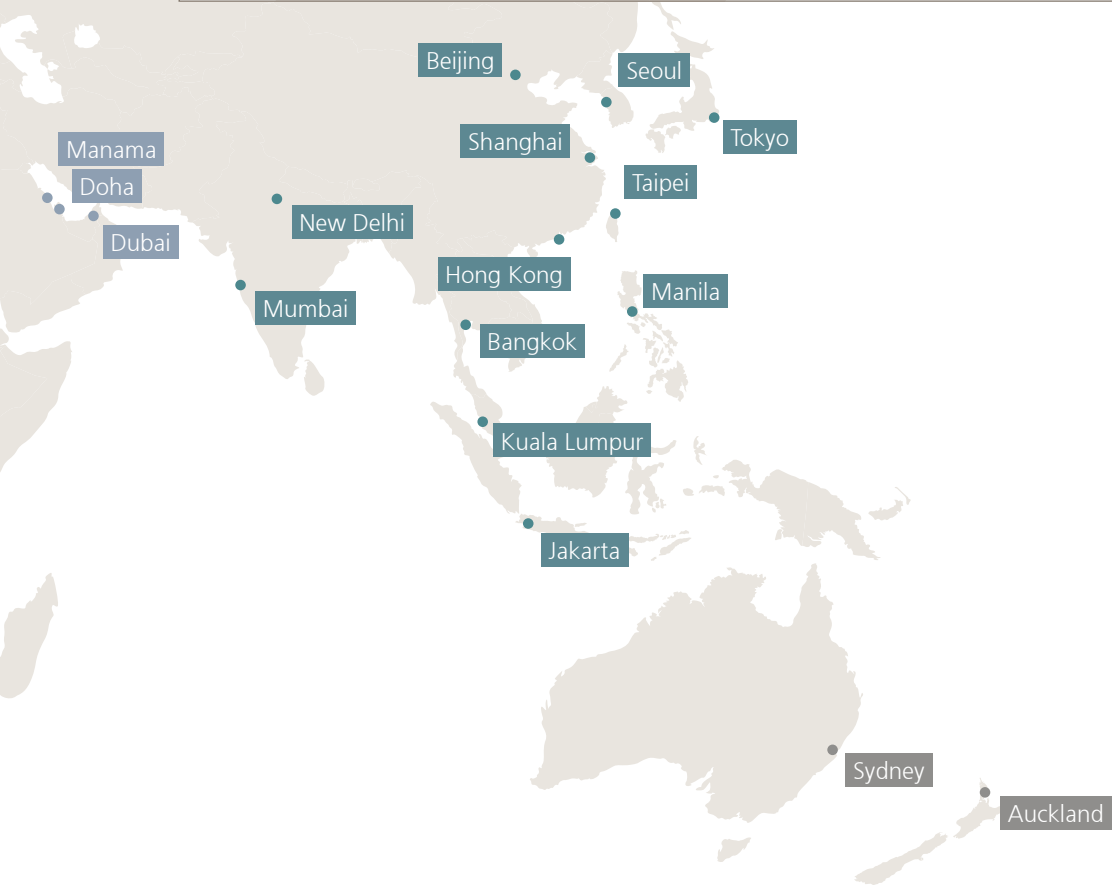 Beijing
Seoul
Tokyo
Shanghai
Manama
Taipei
Doha
New Delhi
Dubai
Hong Kong
Manila
Mumbai
Bangkok
Kuala Lumpur
Jakarta
Sydney
Auckland